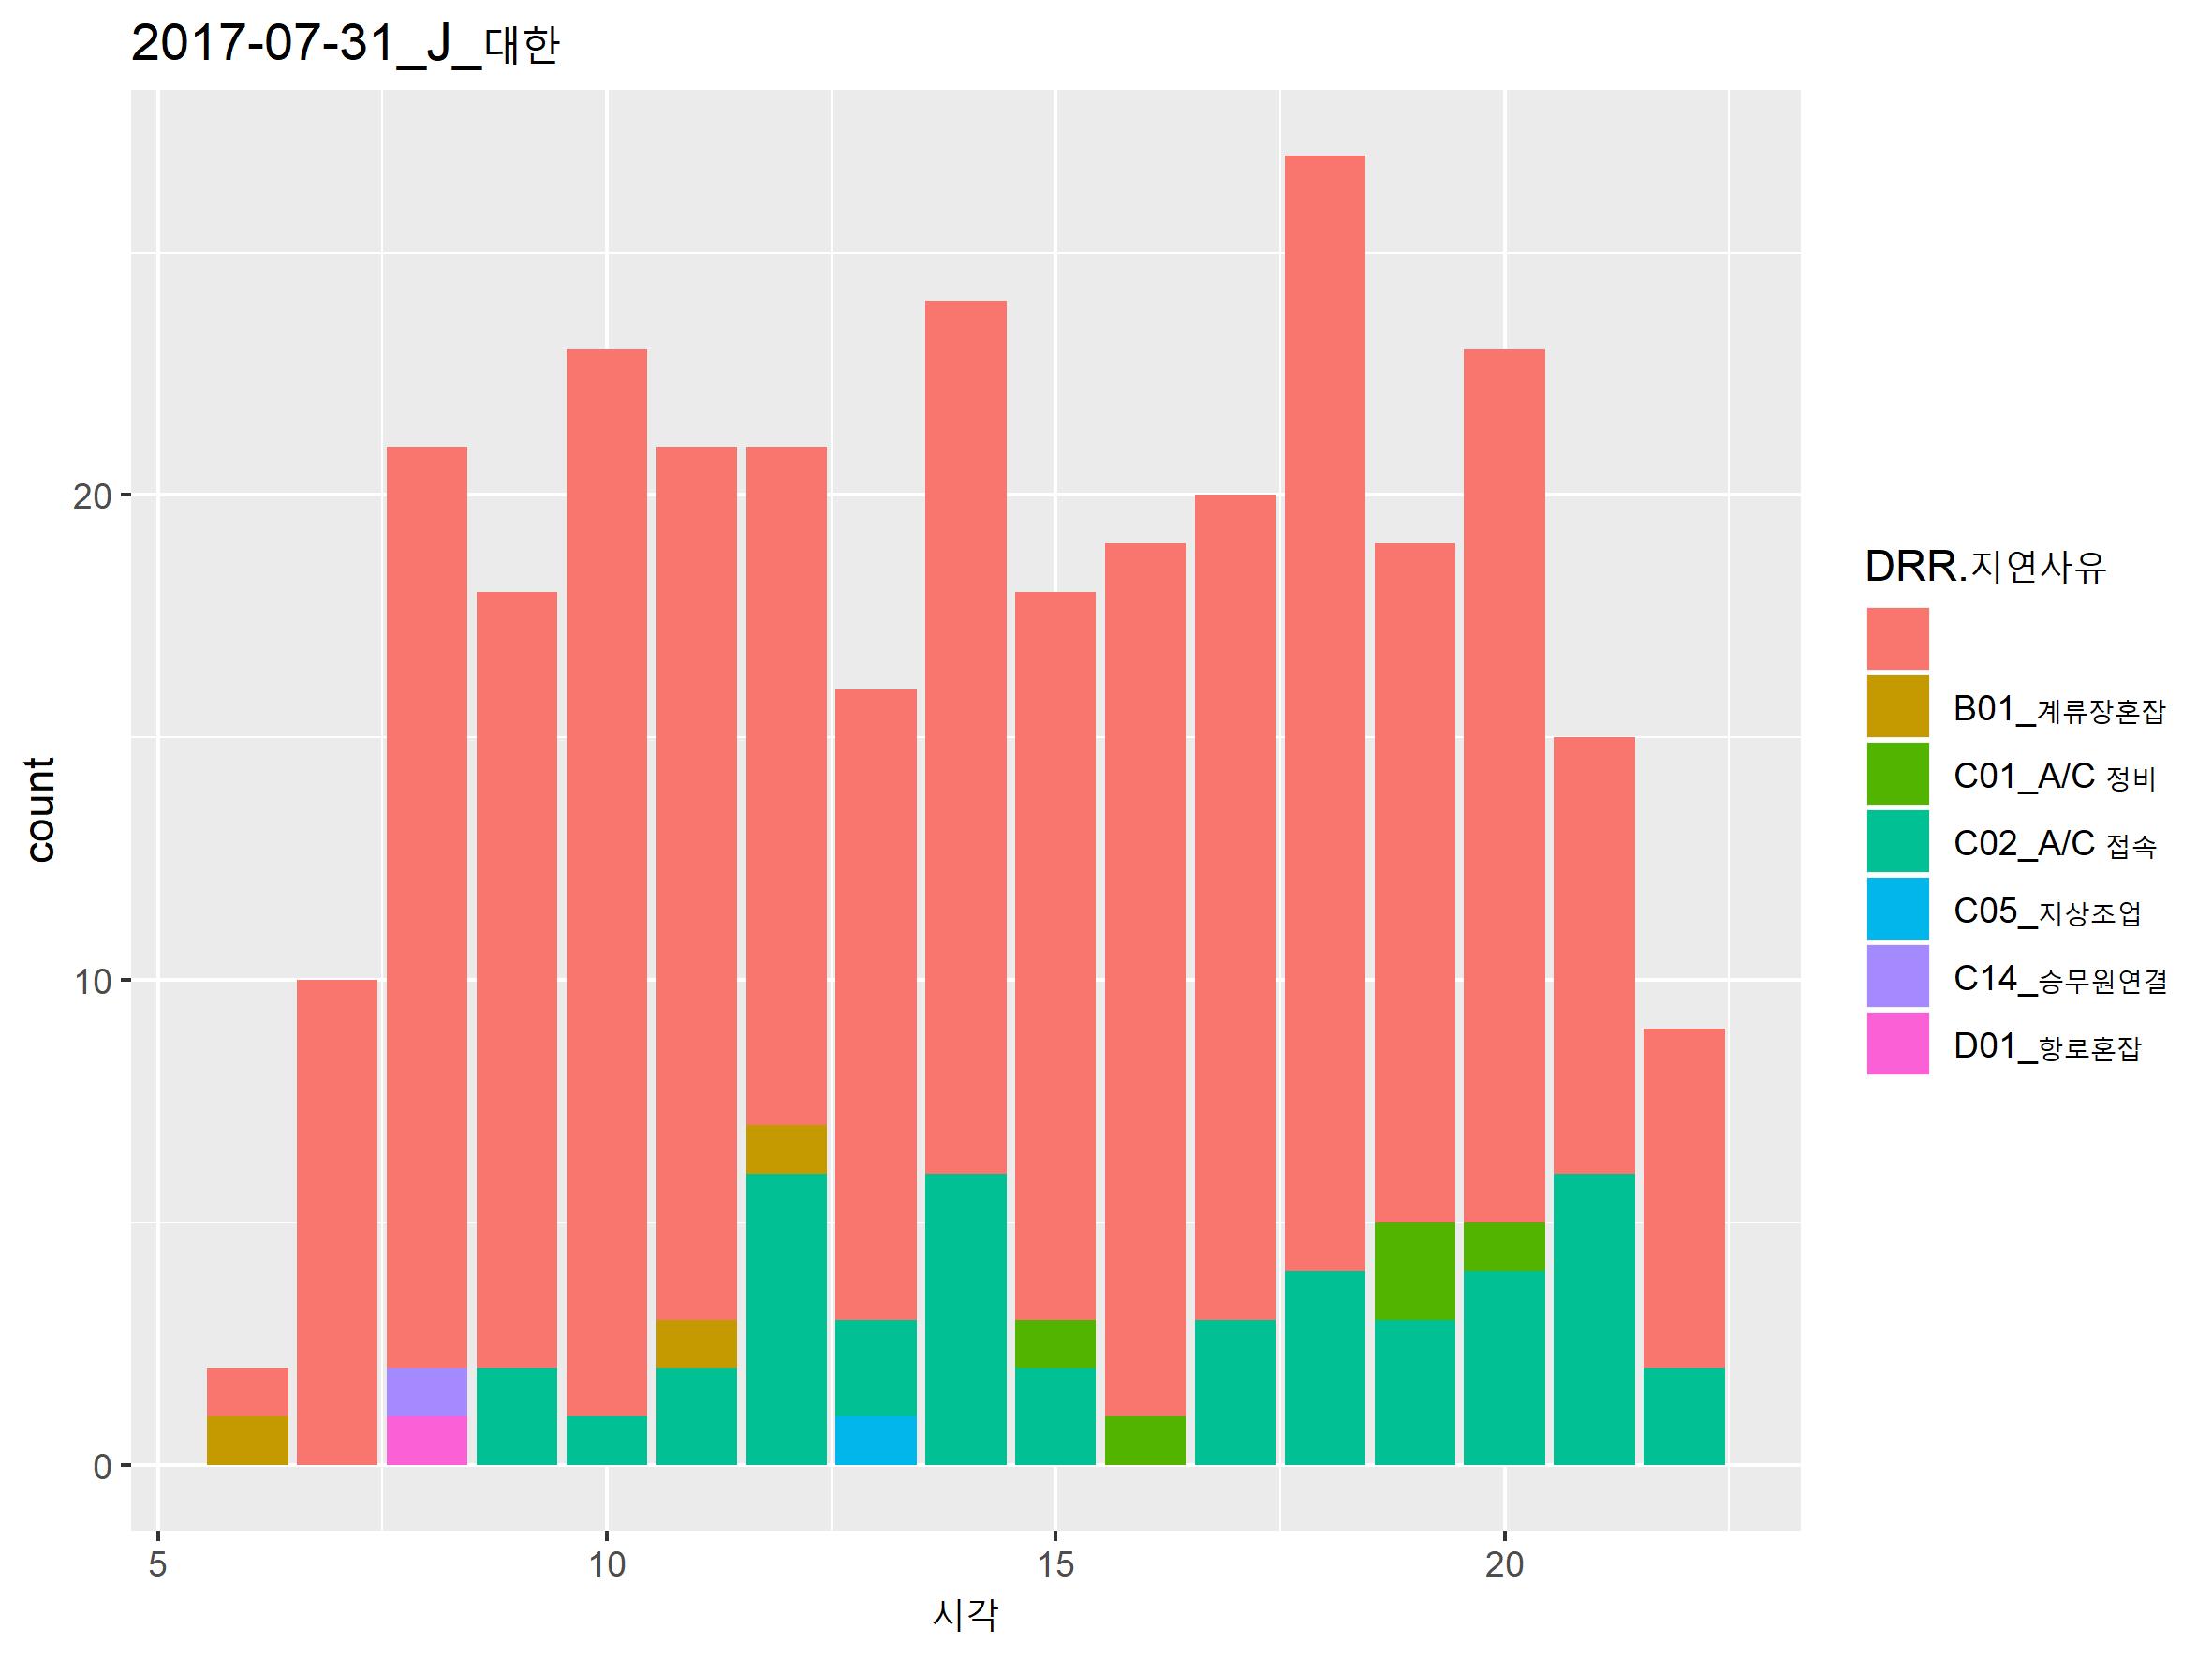 2017-07-31_J_대한
count
20
10
0
5
10
15
20
시각
DRR.지연사유
B01_계류장혼잡
C01_A/C 정비
C02_A/C 접속
C05_지상조업
C14_승무원연결
D01_항로혼잡